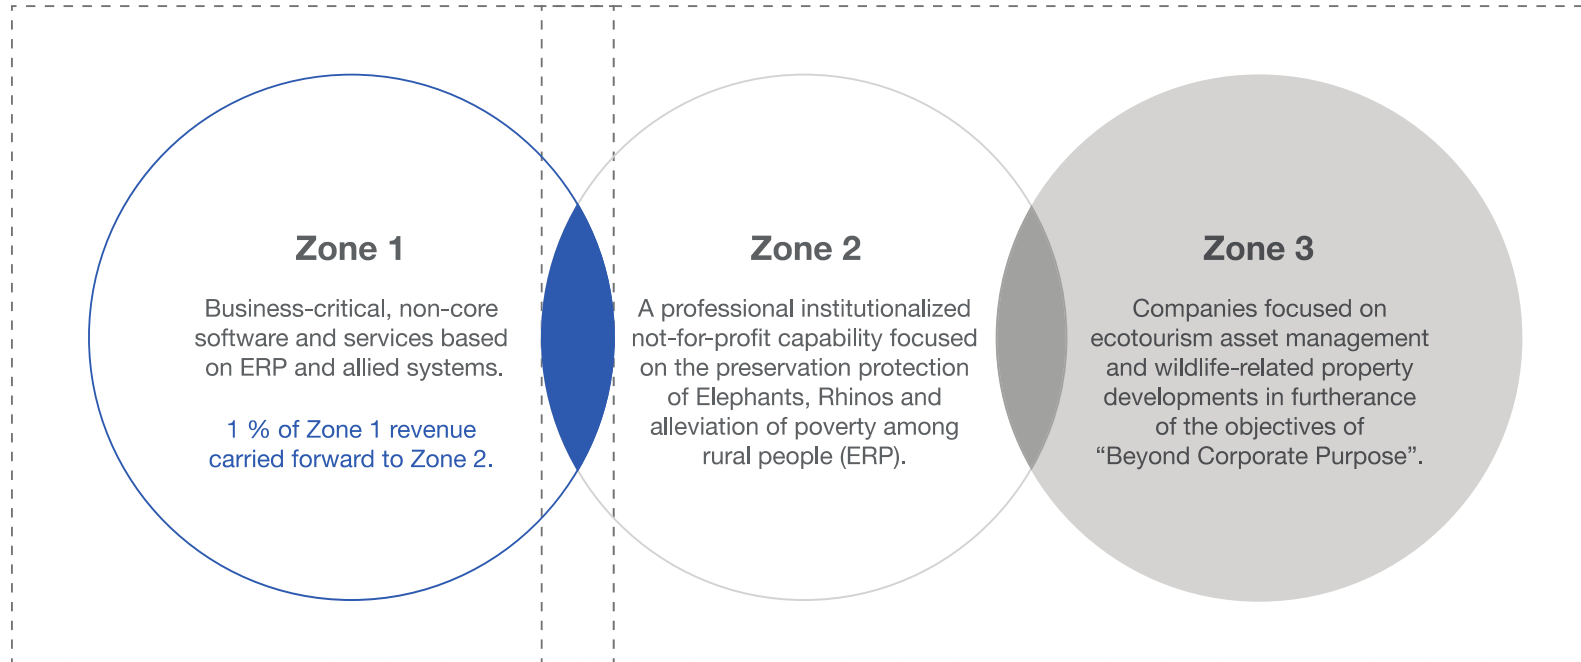 Zone 1
Business-critical, non-core
software and services based
on ERP and allied systems.
1 % of Zone 1 revenue
carried forward to Zone 2.
Zone 2
A professional institutionalized
not-for-profit capability focused
on the preservation protection
of Elephants, Rhinos and
alleviation of poverty among
rural people (ERP).
Zone 3
Companies focused on
ecotourism asset management
and wildlife-related property
developments in furtherance
of the objectives of
“Beyond Corporate Purpose”.